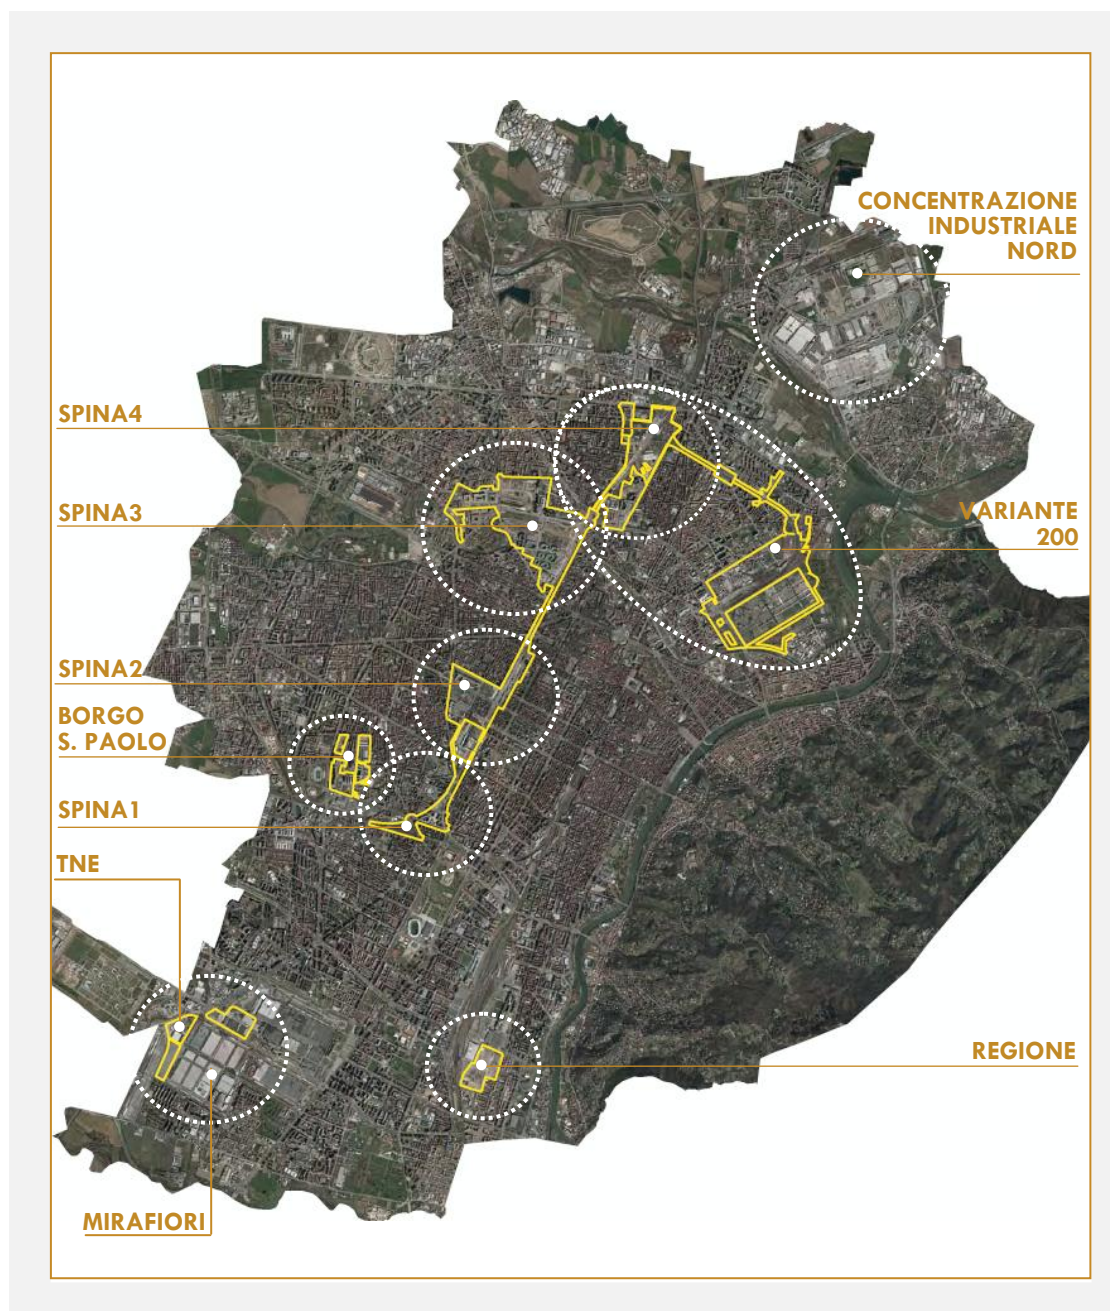 CONCENTRAZIONE
INDUSTRIALE
NORD
SPINA4
SPINA3
VARIANTE
200
SPINA2
BORGO
S. PAOLO
SPINA1
TNE
REGIONE
MIRAFIORI